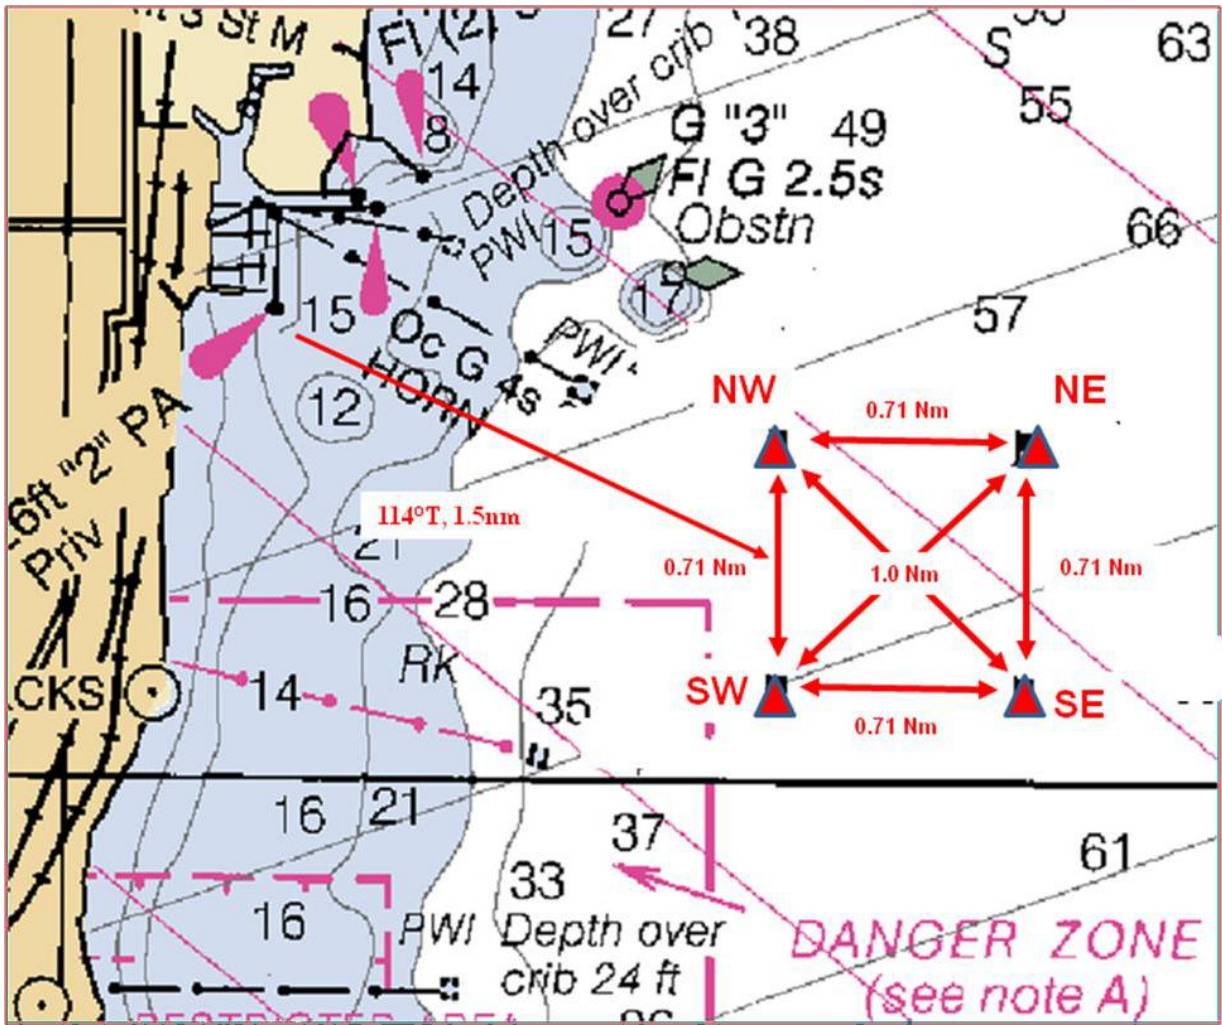 St M
Fl (2)
27
38
S
63
14
55
8
Depth over crib
PWI
G "3" 49
Fl G 2.5s
Obstn
15
66
17
57
15
Oc G 4s
HORN
PWI
12
NW
NE
0.71 Nm
6ft "2" PA
Priv
114°T, 1.5nm
21
0.71 Nm
1.0 Nm
0.71 Nm
16
28
RK
CKS
14
35
SW
SE
0.71 Nm
16
21
37
61
33
16
PWI Depth over
crib 24 ft
DANGER ZONE
(see note A)